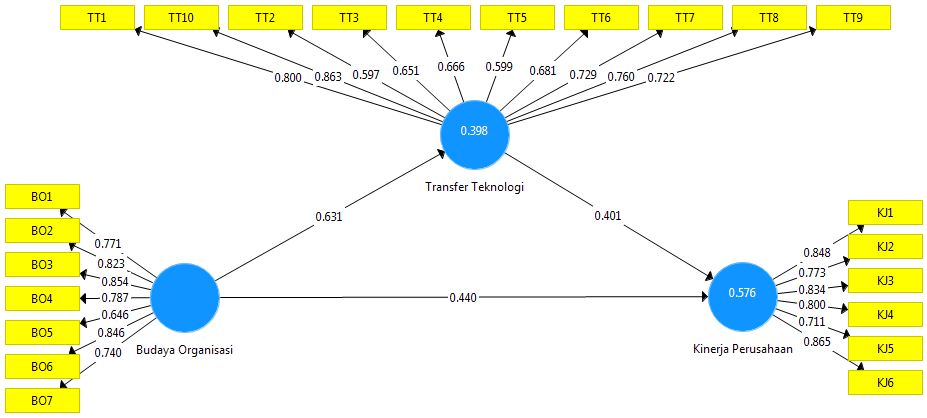 TT1 TT10 TT2 TT3 TT4 TT5 TT6 TT7 TT8 TT9
0.800 0.863 0.597 0.651 0.666 0.599 0.681 0.729 0.760 0.722
0.398
Transfer Teknologi
0.631
0.401
BO1
BO2
BO3
BO4
BO5
BO6
BO7
0.771
0.823
0.854
0.787
0.646
0.846
0.740
Budaya Organisasi
0.440
0.576
Kinerja Perusahaan
0.848
0.773
0.834
0.800
0.711
0.865
KJ1
KJ2
KJ3
KJ4
KJ5
KJ6